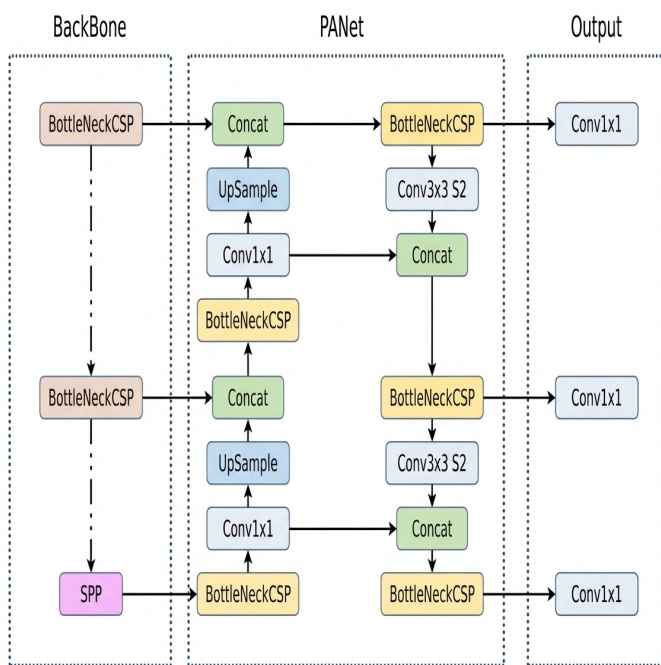 BackBone
PANet
Output
BottleNeckCSP
Concat
BottleNeckCSP
Conv1x1
UpSample
Conv3x3 S2
Conv1x1
Concat
BottleNeckCSP
BottleNeckCSP
Concat
BottleNeckCSP
Conv1x1
UpSample
Conv3x3 S2
Conv1x1
Concat
SPP
BottleNeckCSP
BottleNeckCSP
Conv1x1